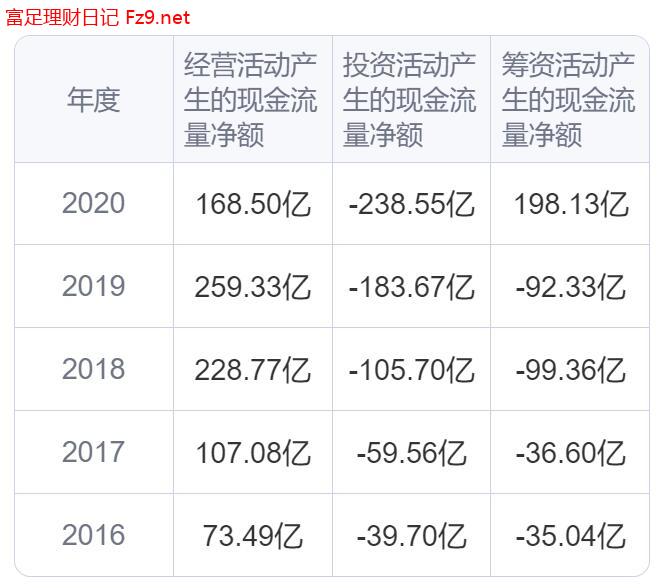 富足理财日记 Fz9.net
年度
经营活动产
生的现金流
量净额
投资活动产
生的现金流
量净额
筹资活动产
生的现金流
量净额
2020 168.50亿 -238.55亿 198.13亿
2019 259.33亿 -183.67亿 -92.33亿
2018 228.77亿 -105.70亿 -99.36亿
2017 107.08亿 -59.56亿 -36.60亿
2016 73.49亿 -39.70亿 -35.04亿